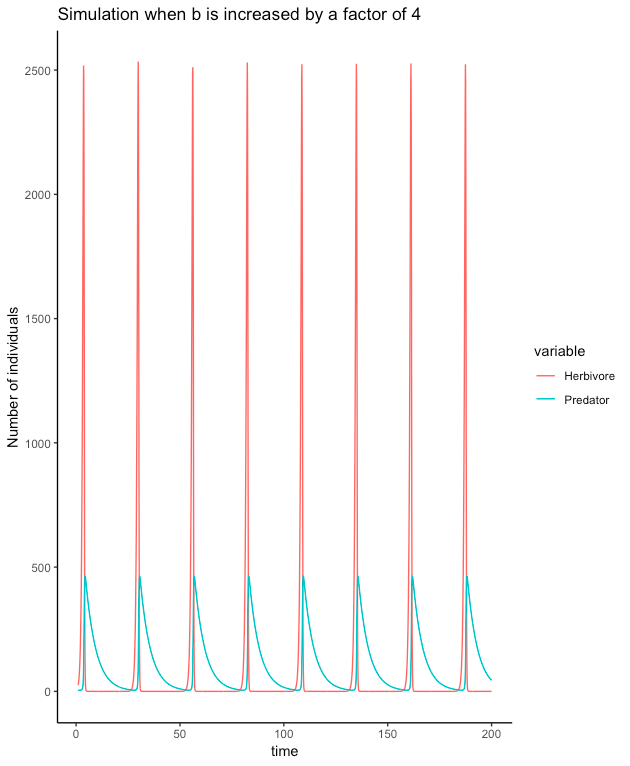 Simulation when b is increased by a factor of 4
2500
2000
1500
1000
500
0
Number of individuals
0 50 100 150 200
time
variable
Herbivore
Predator